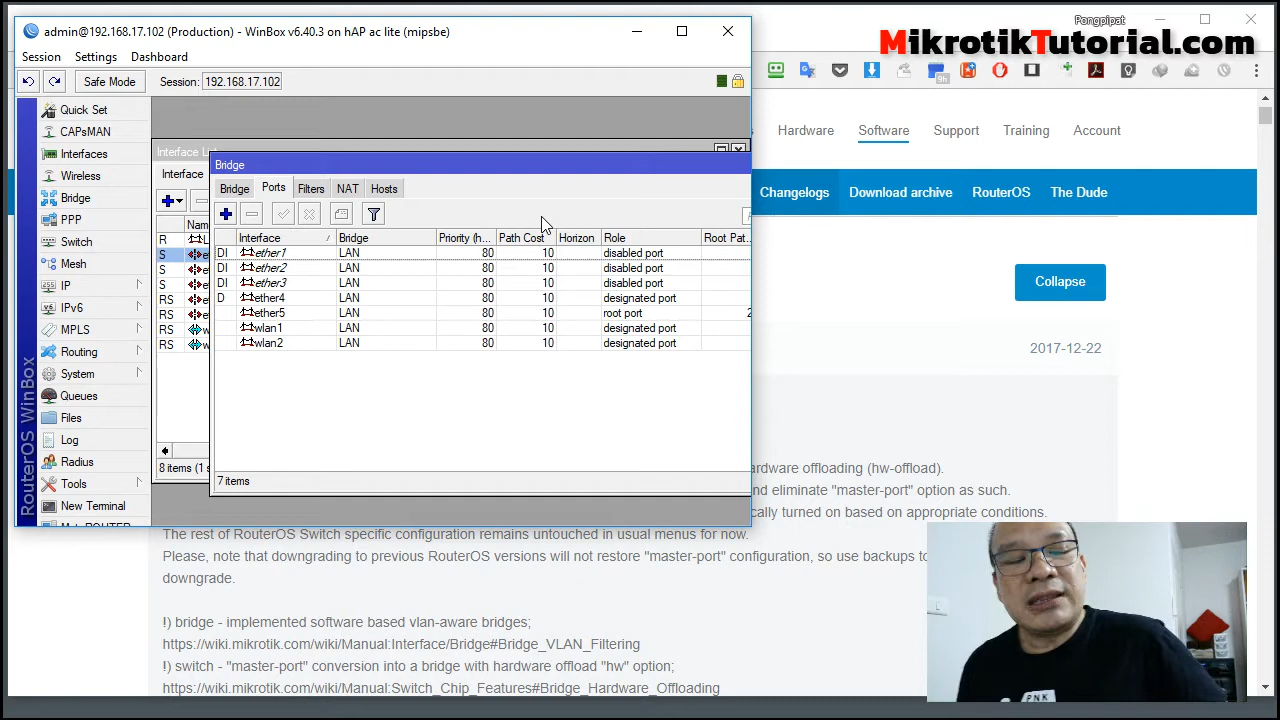 admin@192.168.17.102 (Production) - WinBox v6.40.3 on hAP ac lite (mipsbe)
Pongpipat
MikrotikTutorial.com
Session Settings Dashboard
Safe Mode Session: 192.168.17.102
9h
Hardware Software Support Training Account
Changelogs Download archive RouterOS The Dude
Collapse
2017-12-22
RouterOS WinBox
Quick Set
CAPsMAN
Interfaces
Wireless
Bridge
PPP
Switch
Mesh
IP
IPv6
MPLS
Routing
System
Queues
Files
Log
Radius
Tools
New Terminal
Interface List
Interface
R
S
S
S
RS
RS
RS
RS
8 items (1 s
Bridge
Bridge Ports Filters NAT Hosts
Interface Bridge Priority (h... Path Cost Horizon Role Root Pat...
DI ether1 LAN 80 10 disabled port
DI ether2 LAN 80 10 disabled port
DI ether3 LAN 80 10 disabled port
D ether4 LAN 80 10 designated port
ether5 LAN 80 10 root port 2
wlan1 LAN 80 10 designated port
wlan2 LAN 80 10 designated port
7 items
ardware offloading (hw-offload).
nd eliminate "master-port" option as such.
cally turned on based on appropriate conditions.
The rest of RouterOS Switch specific configuration remains untouched in usual menus for now.
Please, note that downgrading to previous RouterOS versions will not restore "master-port" configuration, so use backups to
downgrade.
!) bridge - implemented software based vlan-aware bridges;
https://wiki.mikrotik.com/wiki/Manual:Interface/Bridge#Bridge_VLAN_Filtering
!) switch - "master-port" conversion into a bridge with hardware offload "hw" option;
https://wiki.mikrotik.com/wiki/Manual:Switch_Chip_Features#Bridge_Hardware_Offloading
PNK